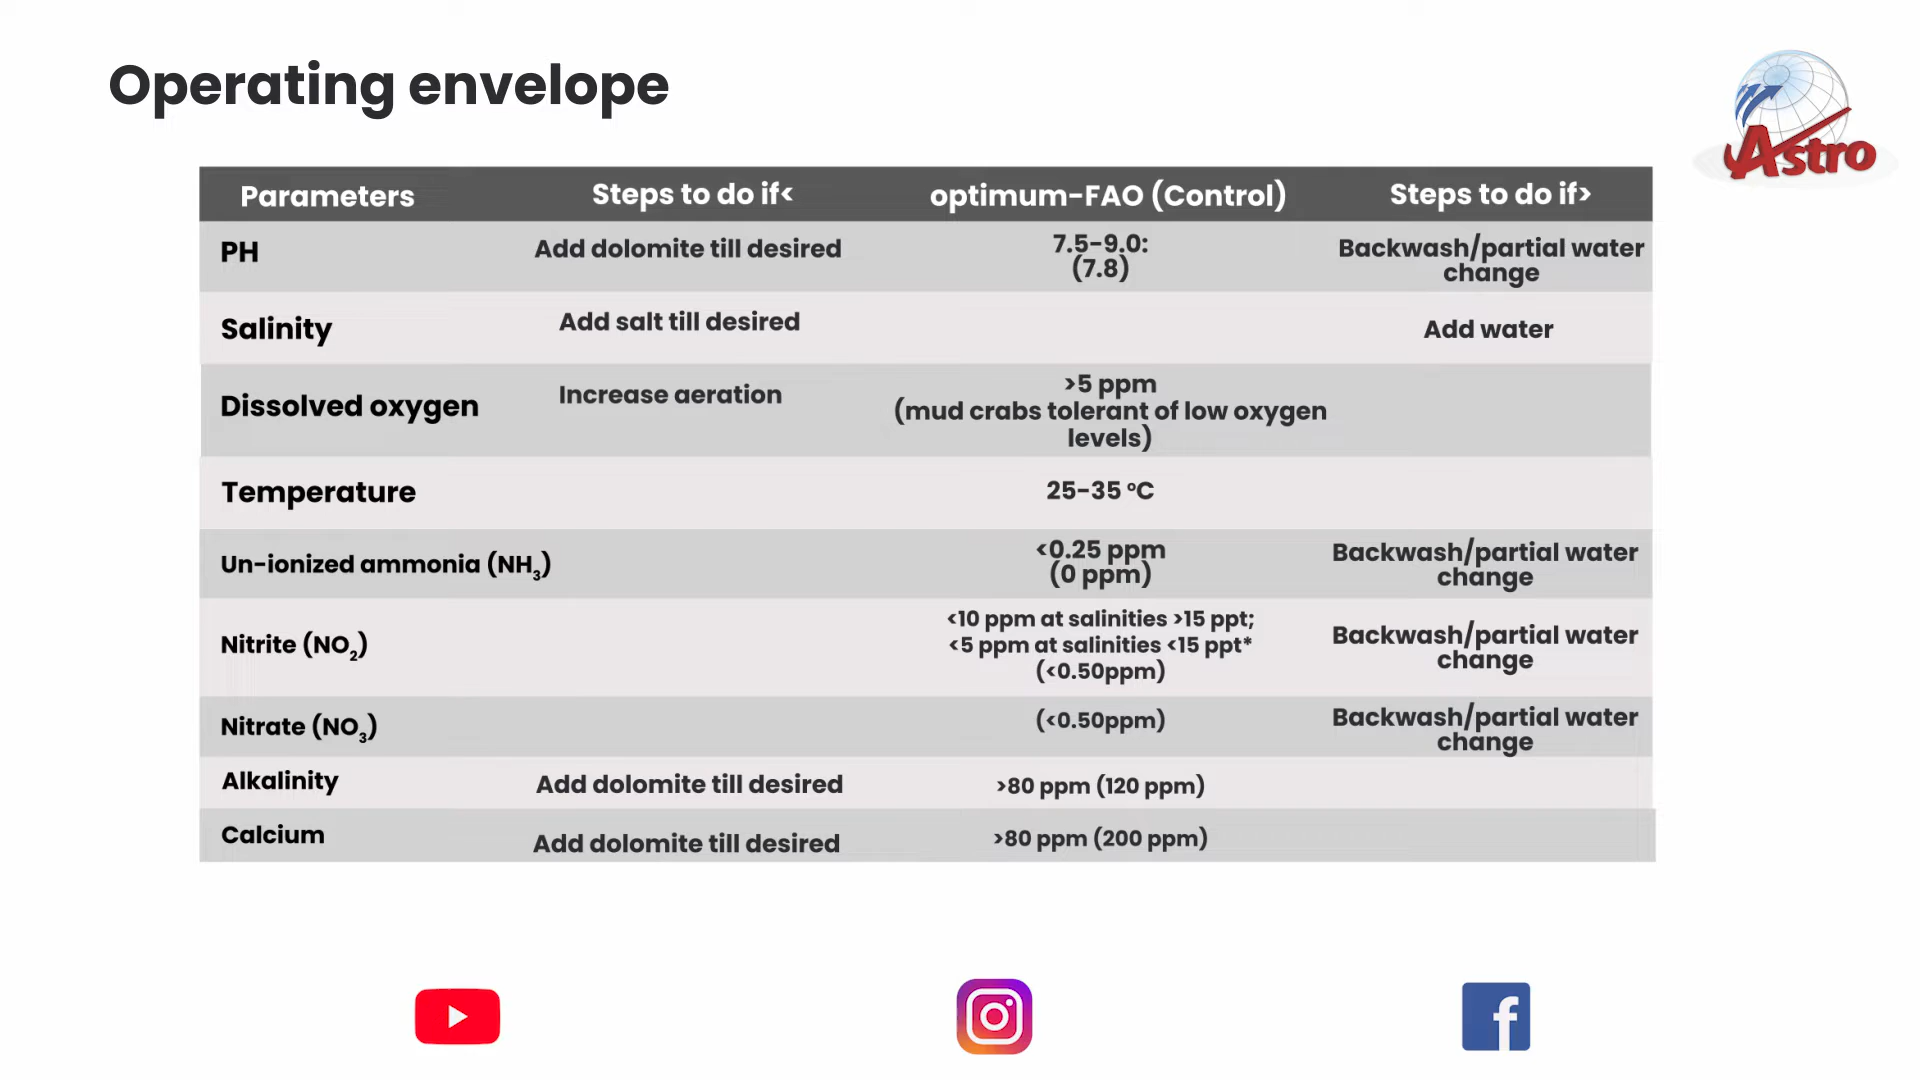 Operating envelope
Astro
Parameters
Steps to do if<
optimum-FAO (Control)
Steps to do if>
PH
Add dolomite till desired
7.5-9.0:
(7.8)
Backwash/partial water
change
Salinity
Add salt till desired
Add water
Dissolved oxygen
Increase aeration
>5 ppm
(mud crabs tolerant of low oxygen
levels)
Temperature
25-35 °C
Un-ionized ammonia (NH₃)
<0.25 ppm
(0 ppm)
Backwash/partial water
change
Nitrite (NO₂)
<10 ppm at salinities >15 ppt;
<5 ppm at salinities <15 ppt*
(<0.50ppm)
Backwash/partial water
change
Nitrate (NO₃)
(<0.50ppm)
Backwash/partial water
change
Alkalinity
Add dolomite till desired
>80 ppm (120 ppm)
Calcium
Add dolomite till desired
>80 ppm (200 ppm)